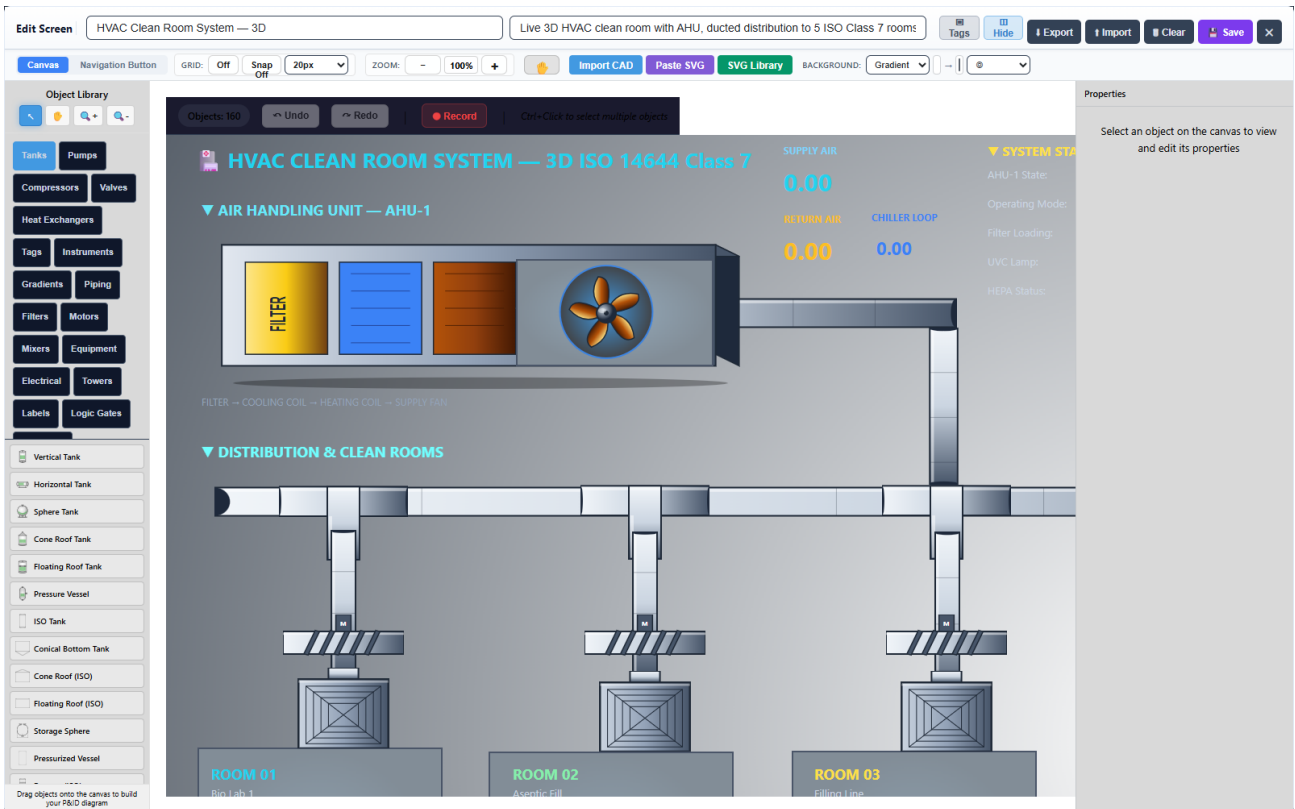 Edit Screen
HVAC Clean Room System — 3D
Live 3D HVAC clean room with AHU, ducted distribution to 5 ISO Class 7 rooms
Tags
Hide
Export
Import
Clear
Save
Canvas
Navigation Button
GRID:
Off
Snap Off
20px
ZOOM:
-
100%
+
Import CAD
Paste SVG
SVG Library
BACKGROUND:
Gradient
→
Object Library
Tanks
Pumps
Compressors
Valves
Heat Exchangers
Tags
Instruments
Gradients
Piping
Filters
Motors
Mixers
Equipment
Electrical
Towers
Labels
Logic Gates
Vertical Tank
Horizontal Tank
Sphere Tank
Cone Roof Tank
Floating Roof Tank
Pressure Vessel
ISO Tank
Conical Bottom Tank
Cone Roof (ISO)
Floating Roof (ISO)
Storage Sphere
Pressurized Vessel
Drag objects onto the canvas to build
your P&ID diagram
Objects: 160
Undo
Redo
Record
Ctrl+Click to select multiple objects
HVAC CLEAN ROOM SYSTEM — 3D ISO 14644 Class 7
SUPPLY AIR
0.00
RETURN AIR
0.00
CHILLER LOOP
0.00
▼ SYSTEM STA
AHU-1 State:
Operating Mode:
Filter Loading:
UVC Lamp:
HEPA Status:
▼ AIR HANDLING UNIT — AHU-1
FILTER
FILTER → COOLING COIL → HEATING COIL → SUPPLY FAN
▼ DISTRIBUTION & CLEAN ROOMS
M
M
M
ROOM 01
Bio Lab 1
ROOM 02
Aseptic Fill
ROOM 03
Filling Line
Properties
Select an object on the canvas to view
and edit its properties